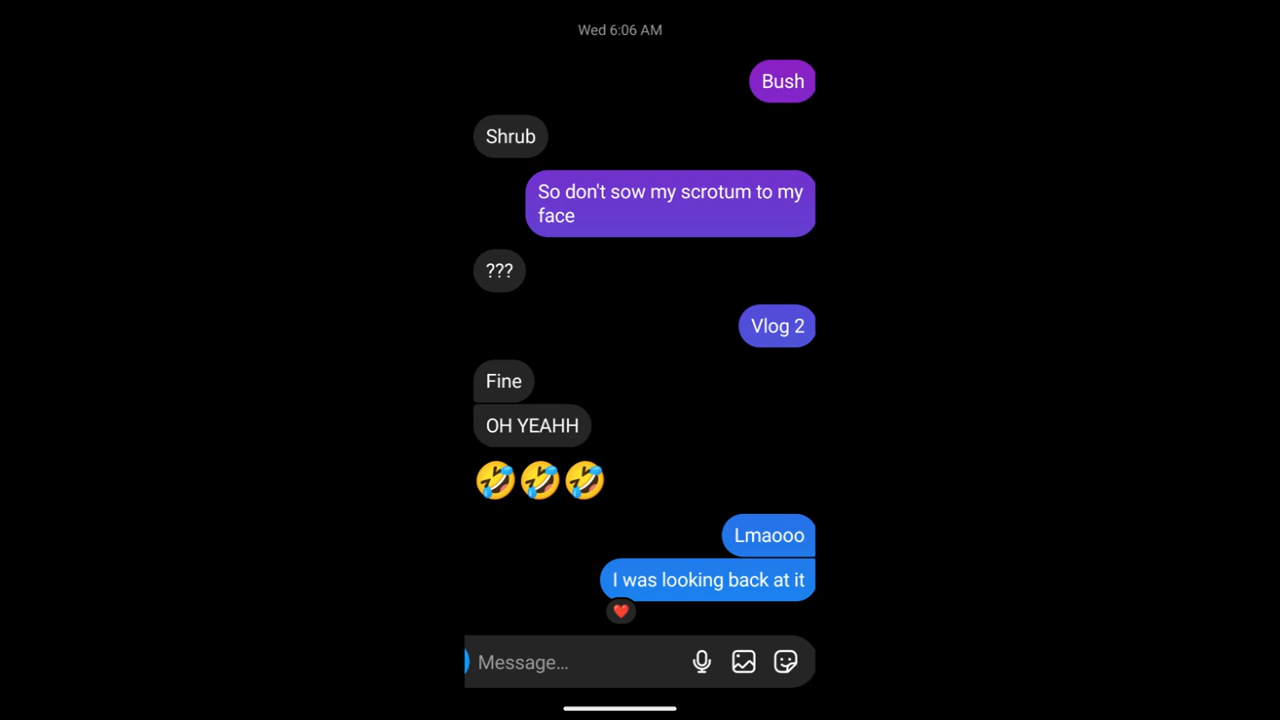 Wed 6:06 AM
Bush
Shrub
So don't sow my scrotum to my
face
???
Vlog 2
Fine
OH YEAHH
🤣🤣🤣
Lmaooo
I was looking back at it
❤️
Message...